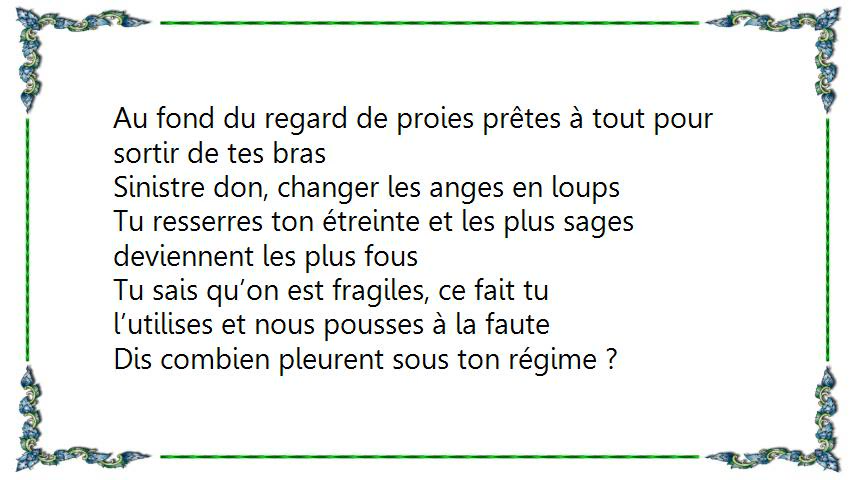 Au fond du regard de proies prêtes à tout pour
sortir de tes bras
Sinistre don, changer les anges en loups
Tu resserres ton étreinte et les plus sages
deviennent les plus fous
Tu sais qu’on est fragiles, ce fait tu
l’utilises et nous pousses à la faute
Dis combien pleurent sous ton régime ?